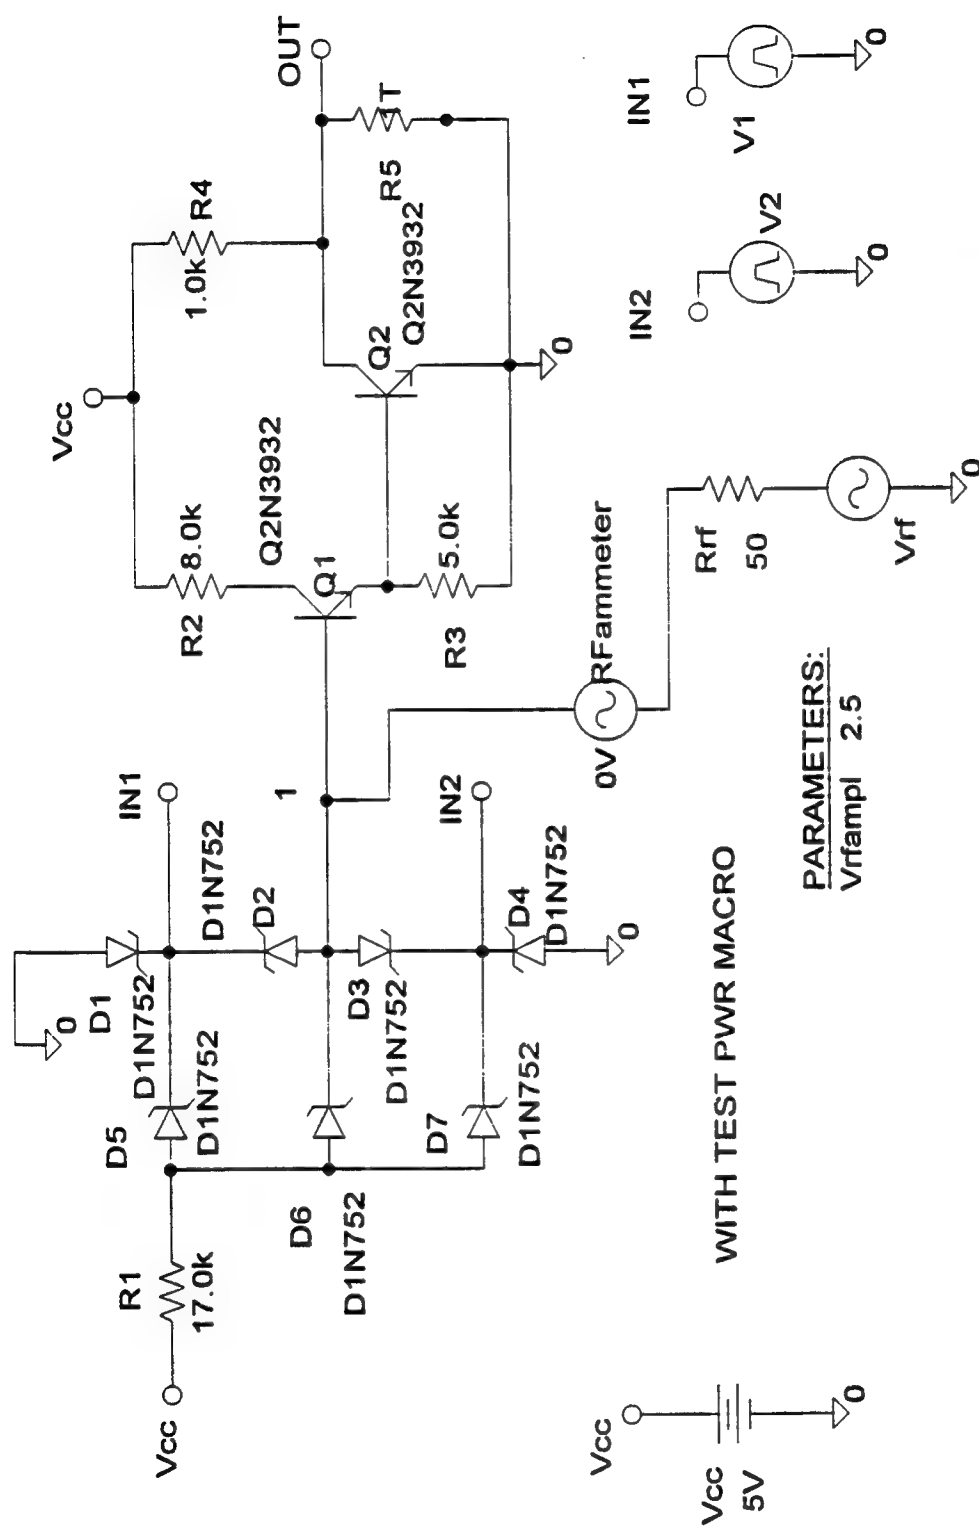 Vcc
OUT
0
D1
D5
IN1
R1
D1N752
Vcc
R2
8.0k
1.0k
R4
17.0k
D1N752
D1N752
D2
Q2N3932
1
D6
Q1
D1N752
D3
Q2
R5
1T
D1N752
Q2N3932
D7
IN2
R3
5.0k
D1N752
D4
D1N752
0
0
0V
RFammeter
Vcc
0
IN2
IN1
Rrf
Vcc
5V
WITH TEST PWR MACRO
50
V2
V1
PARAMETERS:
Vrfampl 2.5
0
Vrf
0
0
0